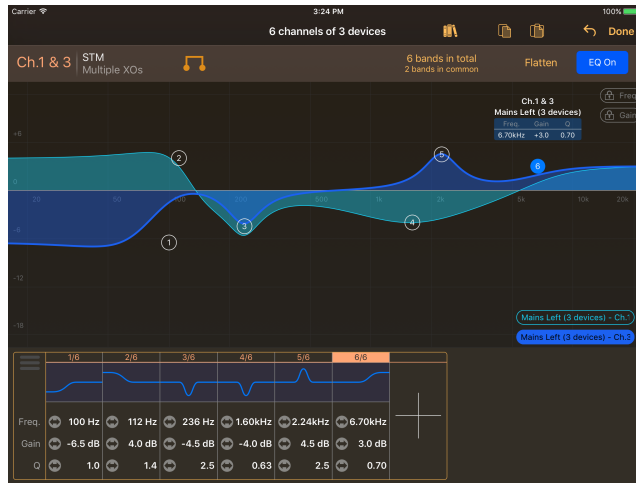 Carrier 3:24 PM 100%
6 channels of 3 devices Done
Ch.1 & 3 STM
Multiple XOs
6 bands in total
2 bands in common
Flatten EQ On
Ch.1 & 3
Mains Left (3 devices)
Freq. Gain Q
6.70kHz +3.0 0.70
Freq
Gain
+6
0
20 50 100 200 500 1k 2k 5k 10k 20k
-6
-12
-18
1 2 3 4 5 6
Mains Left (3 devices) - Ch.1
Mains Left (3 devices) - Ch.3
1/6 2/6 3/6 4/6 5/6 6/6
Freq. 100 Hz 112 Hz 236 Hz 1.60kHz 2.24kHz 6.70kHz
Gain -6.5 dB 4.0 dB -4.5 dB -4.0 dB 4.5 dB 3.0 dB
Q 1.0 1.4 2.5 0.63 2.5 0.70